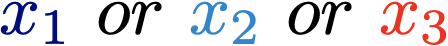 x₁ or x₂ or x₃